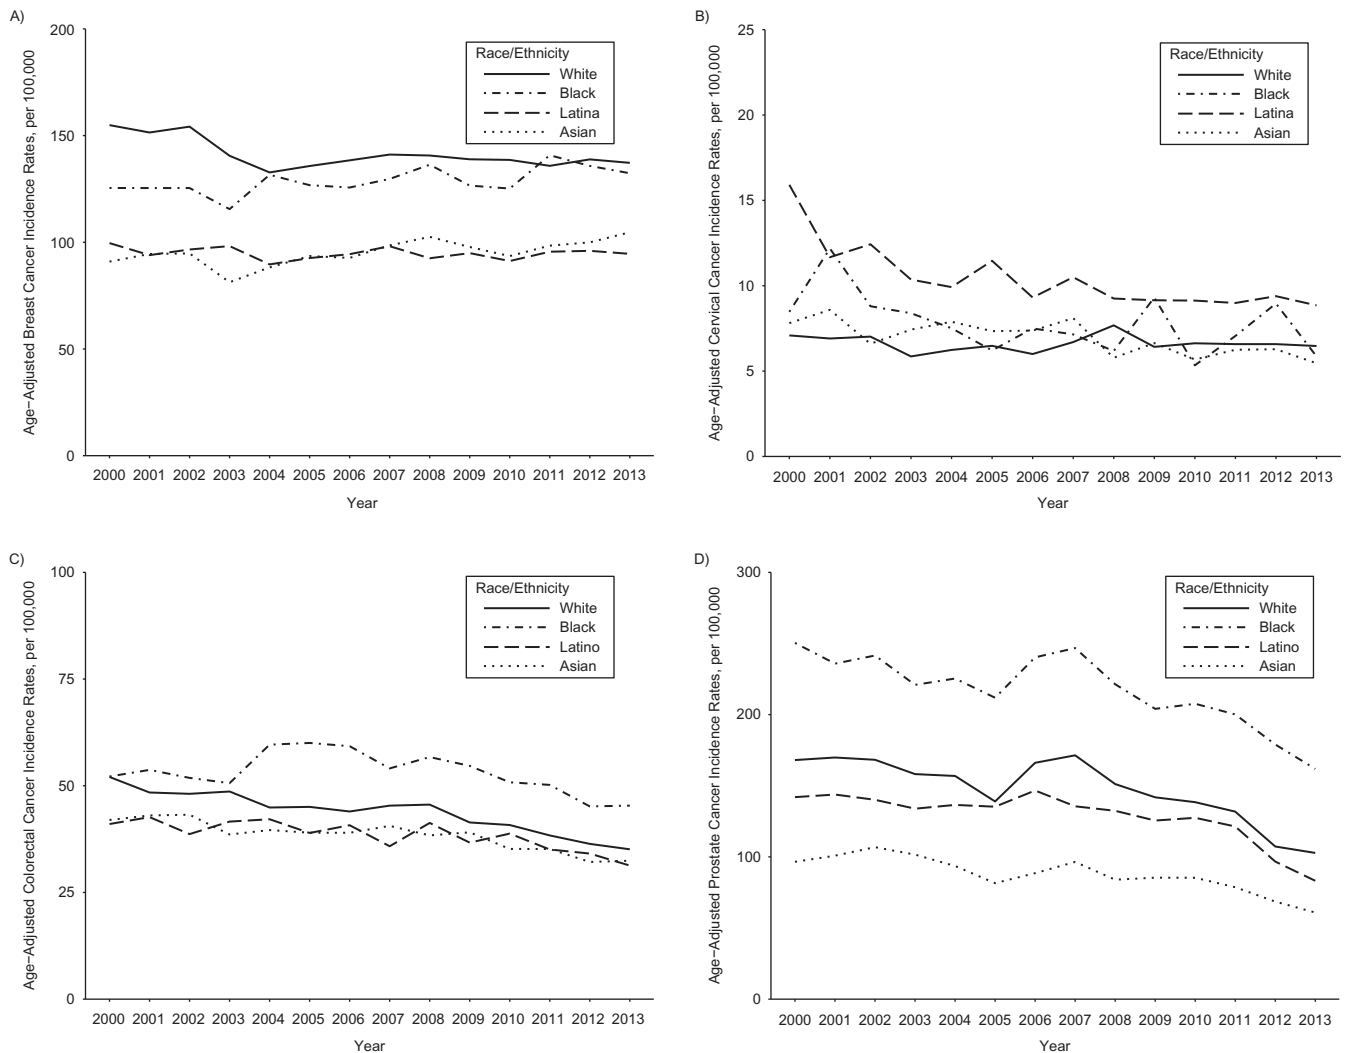 A)
Age−Adjusted Breast Cancer Incidence Rates, per 100,000
200
150
100
50
0
Race/Ethnicity
White
Black
Latina
Asian
2000 2001 2002 2003 2004 2005 2006 2007 2008 2009 2010 2011 2012 2013
Year
B)
Age−Adjusted Cervical Cancer Incidence Rates, per 100,000
25
20
15
10
5
0
Race/Ethnicity
White
Black
Latina
Asian
2000 2001 2002 2003 2004 2005 2006 2007 2008 2009 2010 2011 2012 2013
Year
C)
Age−Adjusted Colorectal Cancer Incidence Rates, per 100,000
100
75
50
25
0
Race/Ethnicity
White
Black
Latino
Asian
2000 2001 2002 2003 2004 2005 2006 2007 2008 2009 2010 2011 2012 2013
Year
D)
Age−Adjusted Prostate Cancer Incidence Rates, per 100,000
300
200
100
0
Race/Ethnicity
White
Black
Latino
Asian
2000 2001 2002 2003 2004 2005 2006 2007 2008 2009 2010 2011 2012 2013
Year